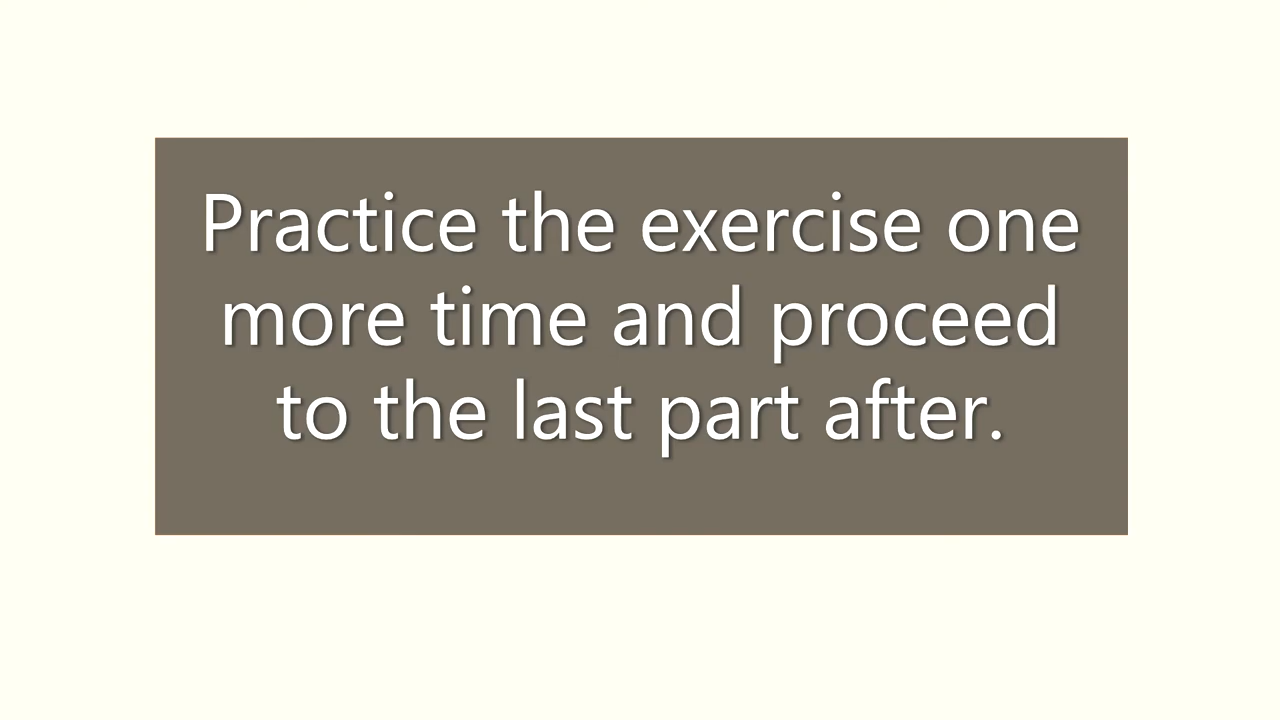 Practice the exercise one
more time and proceed
to the last part after.